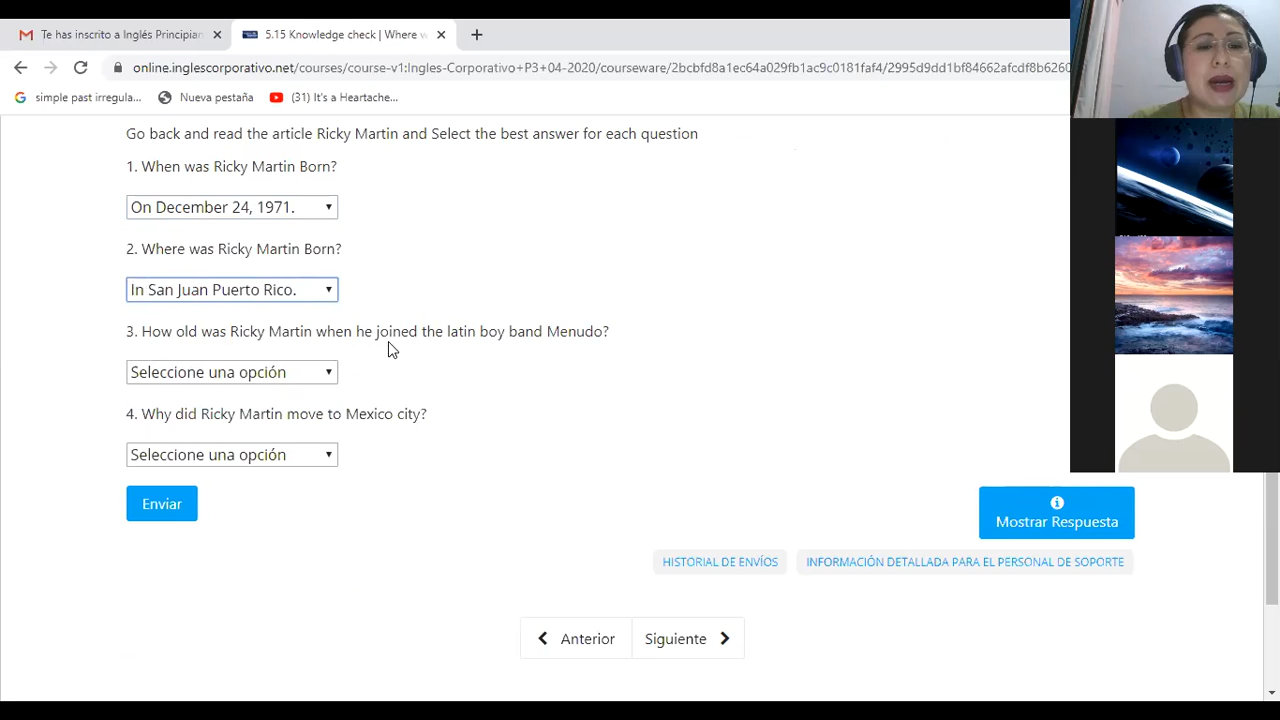 Te has inscrito a Inglés Principian
5.15 Knowledge check | Where w
online.inglescorporativo.net/courses/course-v1:Ingles-Corporativo+P3+04-2020/courseware/2bcbfd8a1ec64a029fb1ac9c0181faf4/2995d9dd1bf84662afcdf8b6260
simple past irregula...
Nueva pestaña
(31) It's a Heartache...
Go back and read the article Ricky Martin and Select the best answer for each question
1. When was Ricky Martin Born?
On December 24, 1971.
2. Where was Ricky Martin Born?
In San Juan Puerto Rico.
3. How old was Ricky Martin when he joined the latin boy band Menudo?
Seleccione una opción
4. Why did Ricky Martin move to Mexico city?
Seleccione una opción
Enviar
Mostrar Respuesta
HISTORIAL DE ENVÍOS
INFORMACIÓN DETALLADA PARA EL PERSONAL DE SOPORTE
Anterior
Siguiente